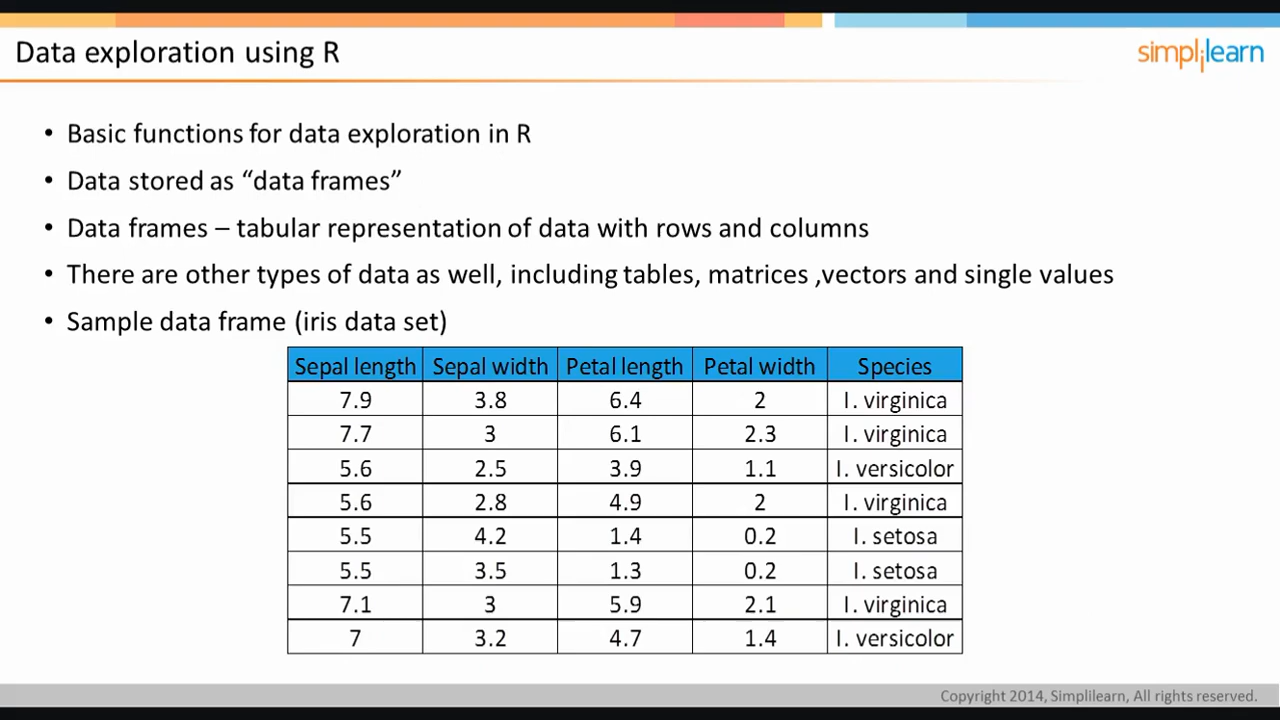 Data exploration using R
simplilearn
• Basic functions for data exploration in R
• Data stored as “data frames”
• Data frames – tabular representation of data with rows and columns
• There are other types of data as well, including tables, matrices ,vectors and single values
• Sample data frame (iris data set)
Sepal length Sepal width Petal length Petal width Species
7.9 3.8 6.4 2 I. virginica
7.7 3 6.1 2.3 I. virginica
5.6 2.5 3.9 1.1 I. versicolor
5.6 2.8 4.9 2 I. virginica
5.5 4.2 1.4 0.2 I. setosa
5.5 3.5 1.3 0.2 I. setosa
7.1 3 5.9 2.1 I. virginica
7 3.2 4.7 1.4 I. versicolor
Copyright 2014, Simplilearn, All rights reserved.